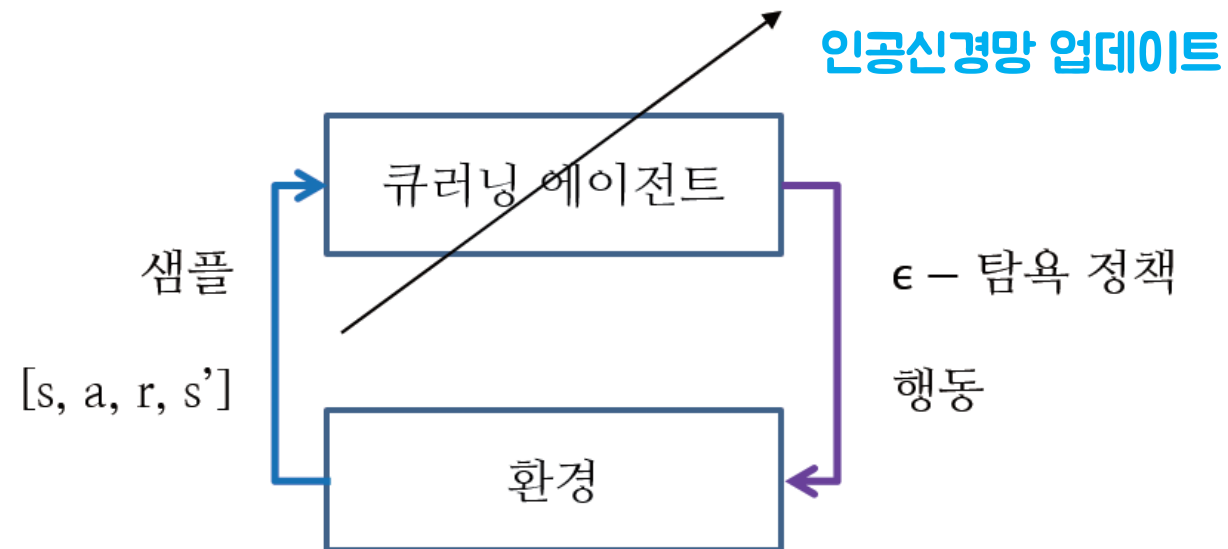 인공신경망 업데이트
큐러닝 에이전트
샘플
[s, a, r, s’]
ϵ – 탐욕 정책
행동
환경